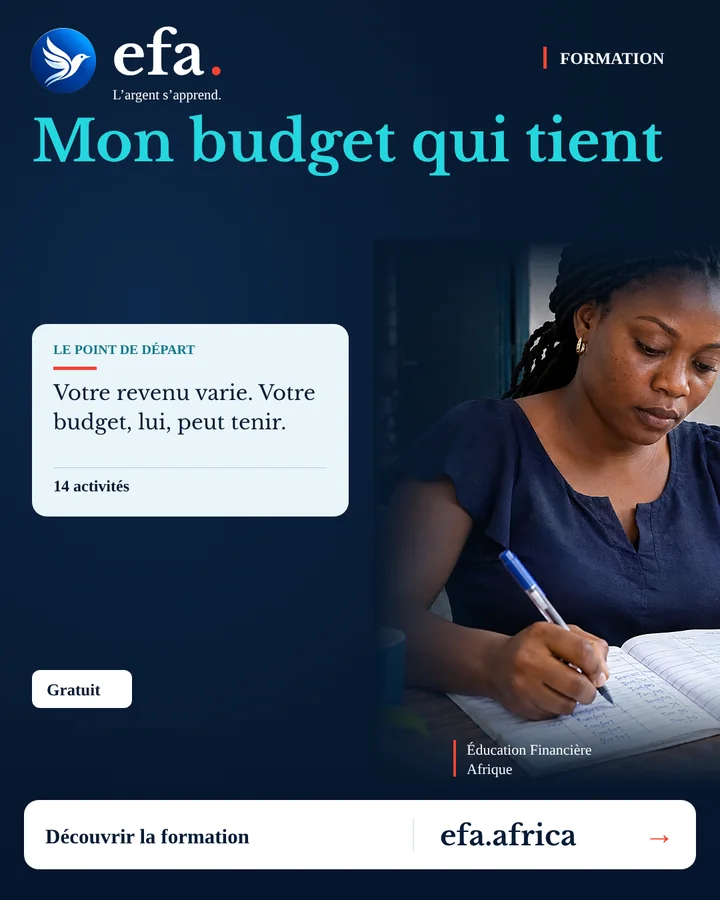 efa.
L’argent s’apprend.
FORMATION
Mon budget qui tient
LE POINT DE DÉPART
Votre revenu varie. Votre
budget, lui, peut tenir.
14 activités
Gratuit
Éducation Financière
Afrique
Découvrir la formation
efa.africa →